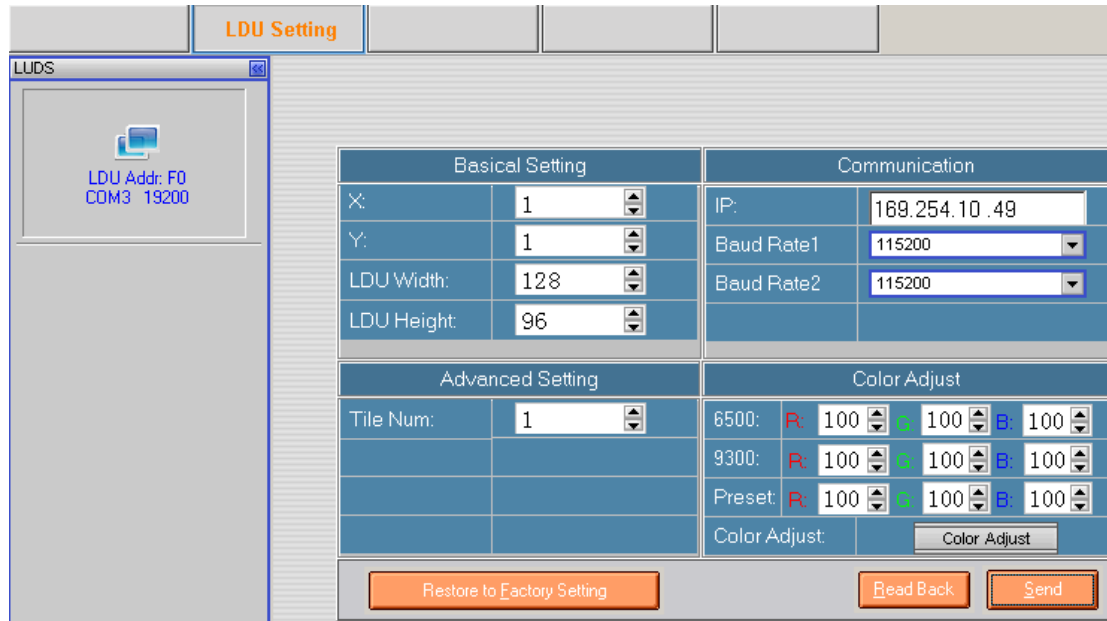 LDU Setting
LUDS
LDU Addr: F0
COM3 19200
Basical Setting
X: 1
Y: 1
LDU Width: 128
LDU Height: 96
Communication
IP: 169.254.10 .49
Baud Rate1 115200
Baud Rate2 115200
Advanced Setting
Tile Num: 1
Color Adjust
6500: R: 100 G: 100 B: 100
9300: R: 100 G: 100 B: 100
Preset: R: 100 G: 100 B: 100
Color Adjust: Color Adjust
Restore to Factory Setting Read Back Send